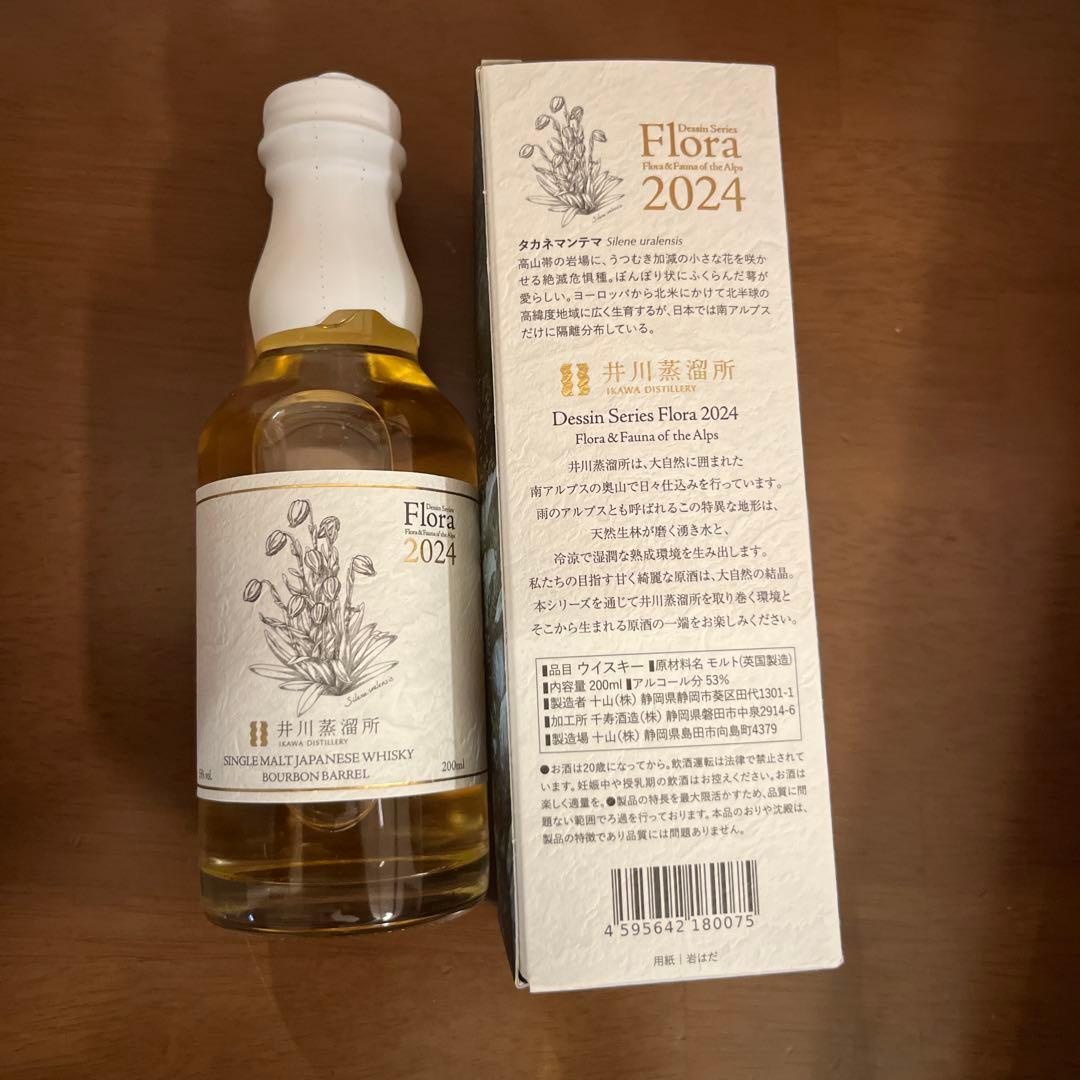 Dessin Series
Flora
Flora & Fauna of the Alps
2024
Silene uralensis
井川蒸溜所
IKAWA DISTILLERY
SINGLE MALT JAPANESE WHISKY
BOURBON BARREL
vol.
200ml
Dessin Series
Flora
Flora & Fauna of the Alps
2024
Silene uralensis
タカネマンテマ Silene uralensis
高山帯の岩場に、うつむき加減の小さな花を咲か
せる絶滅危惧種。ぼんぼり状にふくらんだ萼が
愛らしい。ヨーロッパから北米にかけて北半球の
高緯度地域に広く生育するが、日本では南アルプス
だけに隔離分布している。
井川蒸溜所
IKAWA DISTILLERY
Dessin Series Flora 2024
Flora & Fauna of the Alps
井川蒸溜所は、大自然に囲まれた
南アルプスの奥山で日々仕込みを行っています。
雨のアルプスとも呼ばれるこの特異な地形は、
天然生林が磨く湧き水と、
冷涼で湿潤な熟成環境を生み出します。
私たちの目指す甘く綺麗な原酒は、大自然の結晶。
本シリーズを通じて井川蒸溜所を取り巻く環境と
そこから生まれる原酒の一端をお楽しみください。
▮品目 ウイスキー ▮原材料名 モルト(英国製造)
▮内容量 200ml ▮アルコール分 53%
▮製造者 十山(株) 静岡県静岡市葵区田代1301-1
▮加工所 千寿酒造(株) 静岡県磐田市中泉2914-6
▮製造場 十山(株) 静岡県島田市向島町4379
●お酒は20歳になってから。飲酒運転は法律で禁止されて
います。妊娠中や授乳期の飲酒はお控えください。お酒は
楽しく適量を。●製品の特長を最大限活かすため、品質に問
題ない範囲でろ過を行っております。本品のおりや沈殿は、
製品の特徴であり品質には問題ありません。
4 595642 180075
用紙｜岩はだ